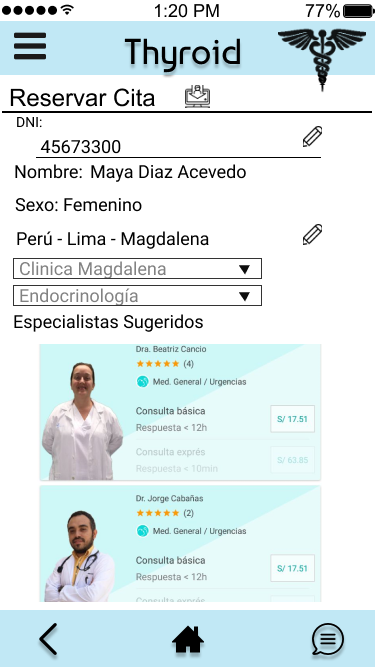 1:20 PM
77%
Thyroid
Reservar Cita
DNI:
45673300
Nombre: Maya Diaz Acevedo
Sexo: Femenino
Perú - Lima - Magdalena
Clinica Magdalena
Endocrinología
Especialistas Sugeridos
Dra. Beatriz Cancio
(4)
Med. General / Urgencias
Consulta básica
S/ 17.51
Respuesta < 12h
Consulta exprés
S/ 63.85
Respuesta < 10min
Dr. Jorge Cabañas
(2)
Med. General / Urgencias
Consulta básica
S/ 17.51
Respuesta < 12h
Consulta exprés